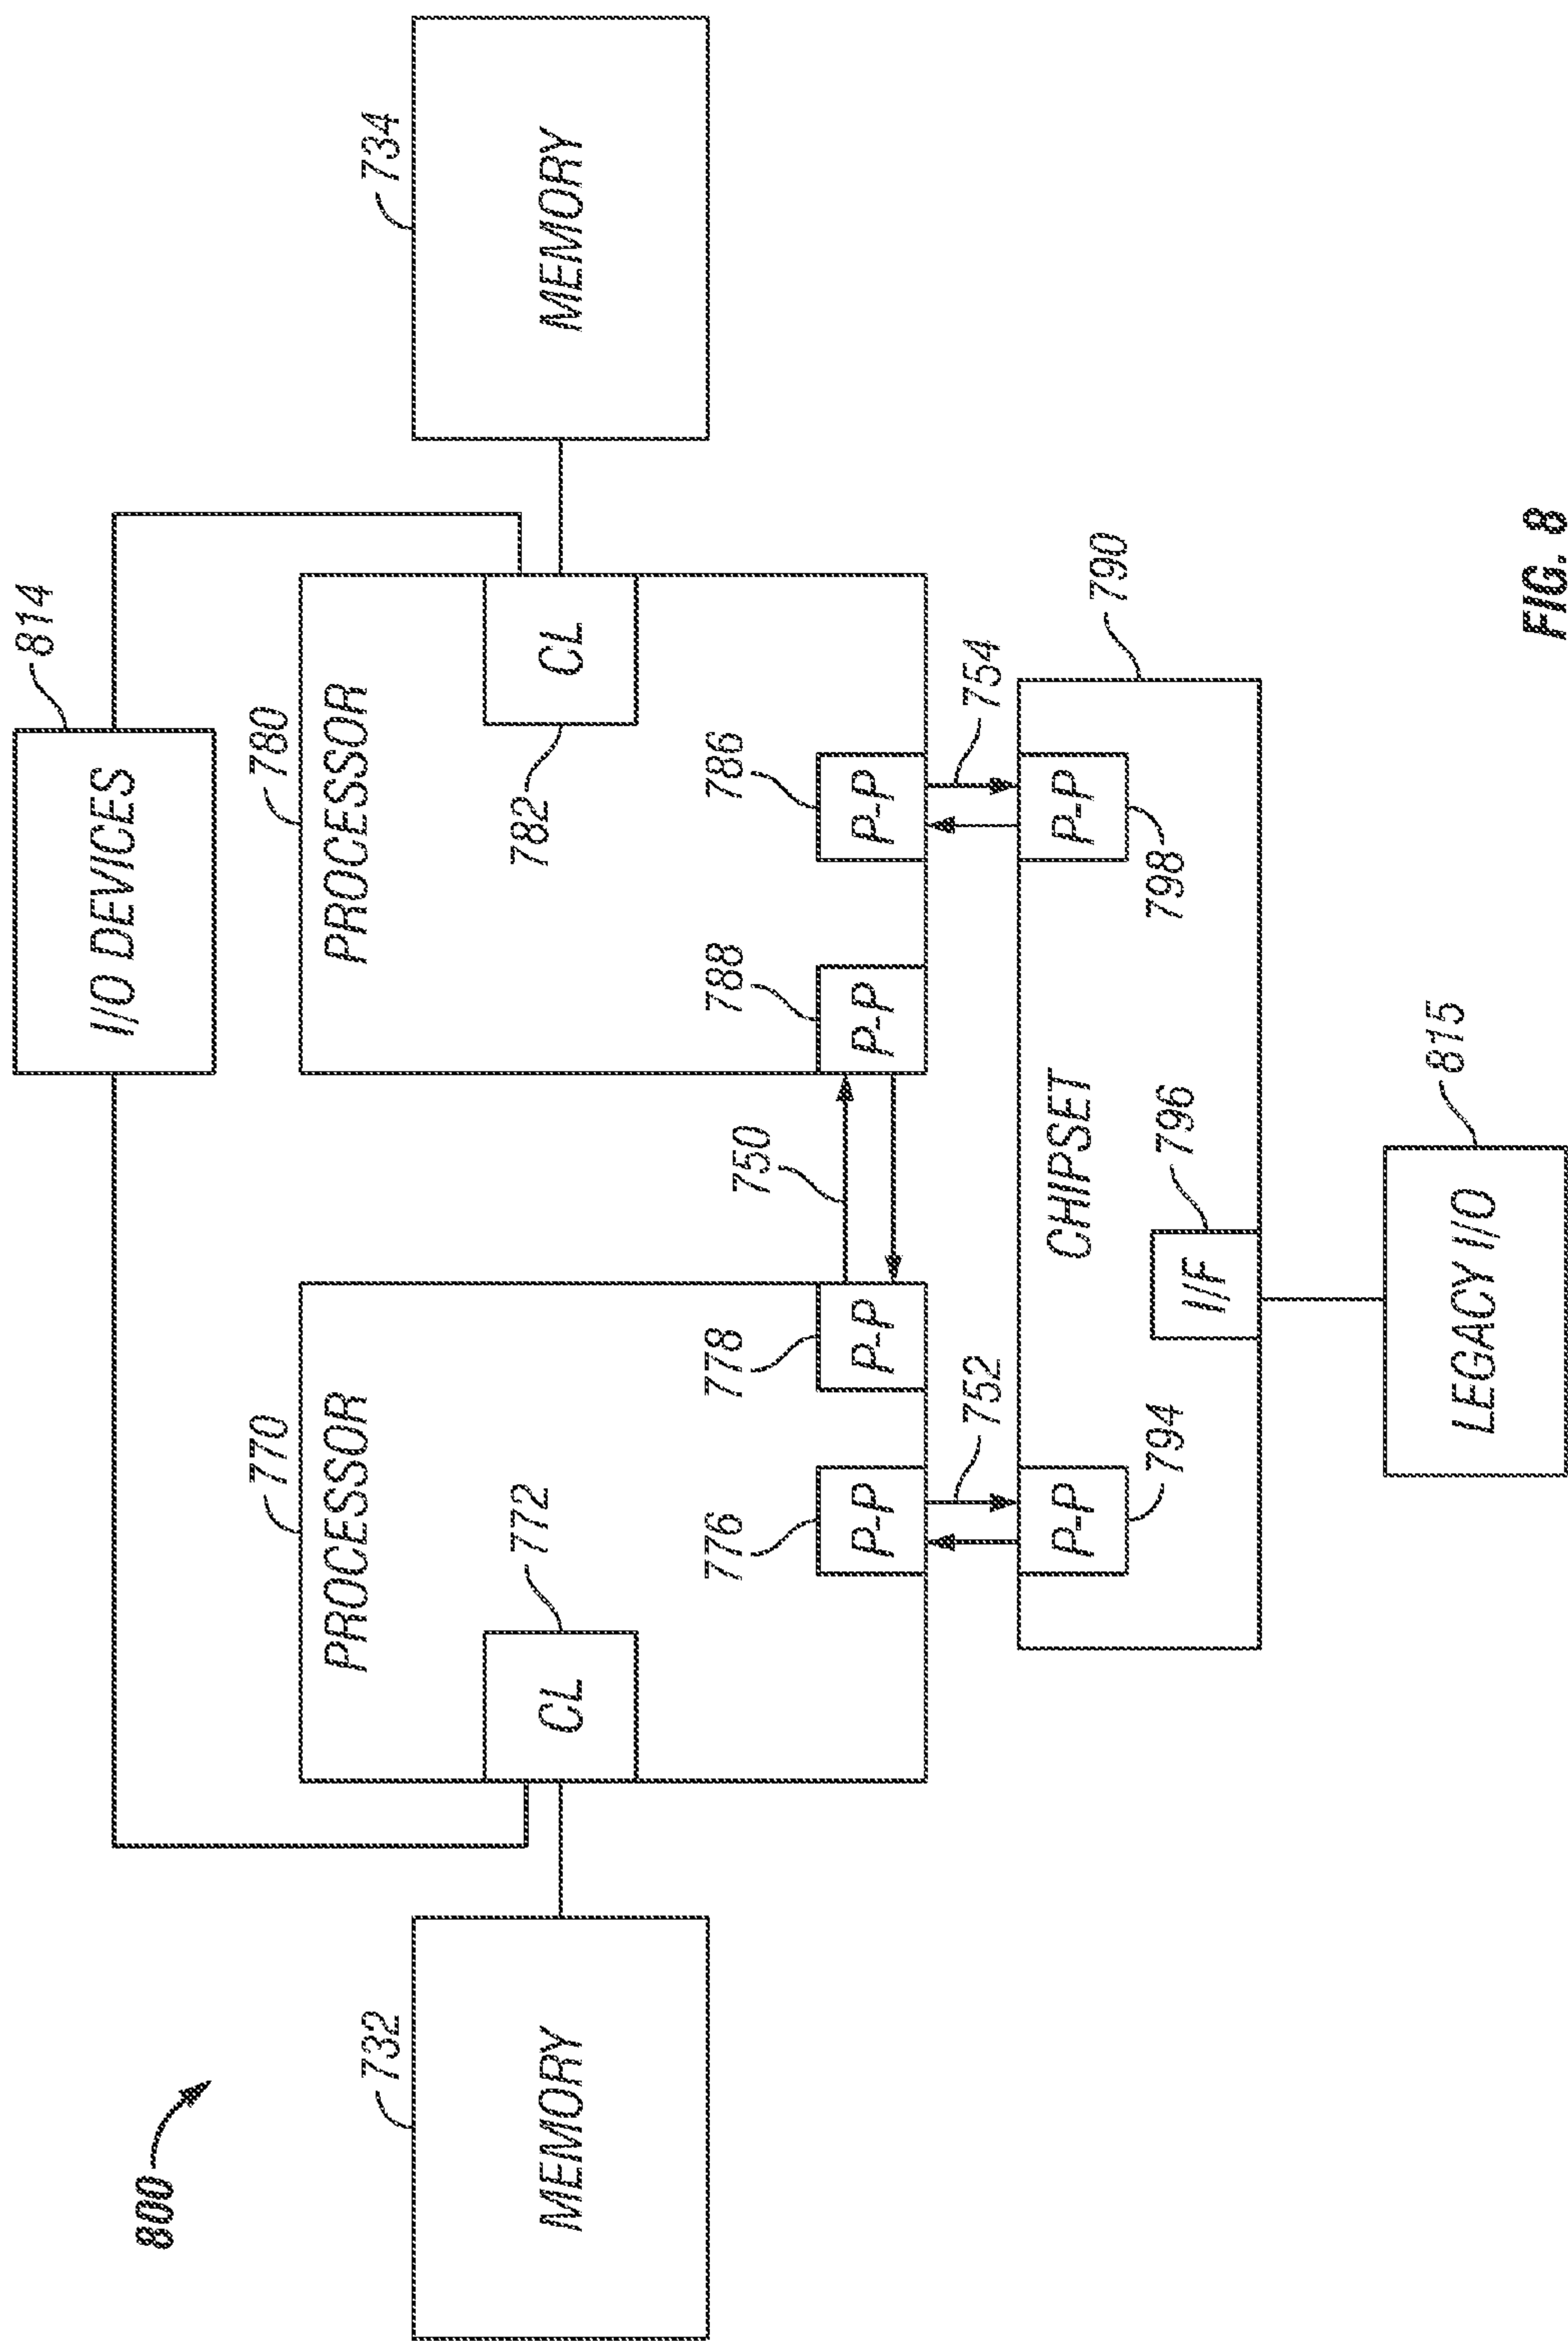 800
I/O DEVICES
814
770
780
PROCESSOR
PROCESSOR
732
734
MEMORY
MEMORY
CL
772
CL
782
776
778
788
786
P-P
P-P
P-P
P-P
750
752
754
790
P-P
CHIPSET
P-P
794
798
I/F
796
LEGACY I/O
815
FIG. 8